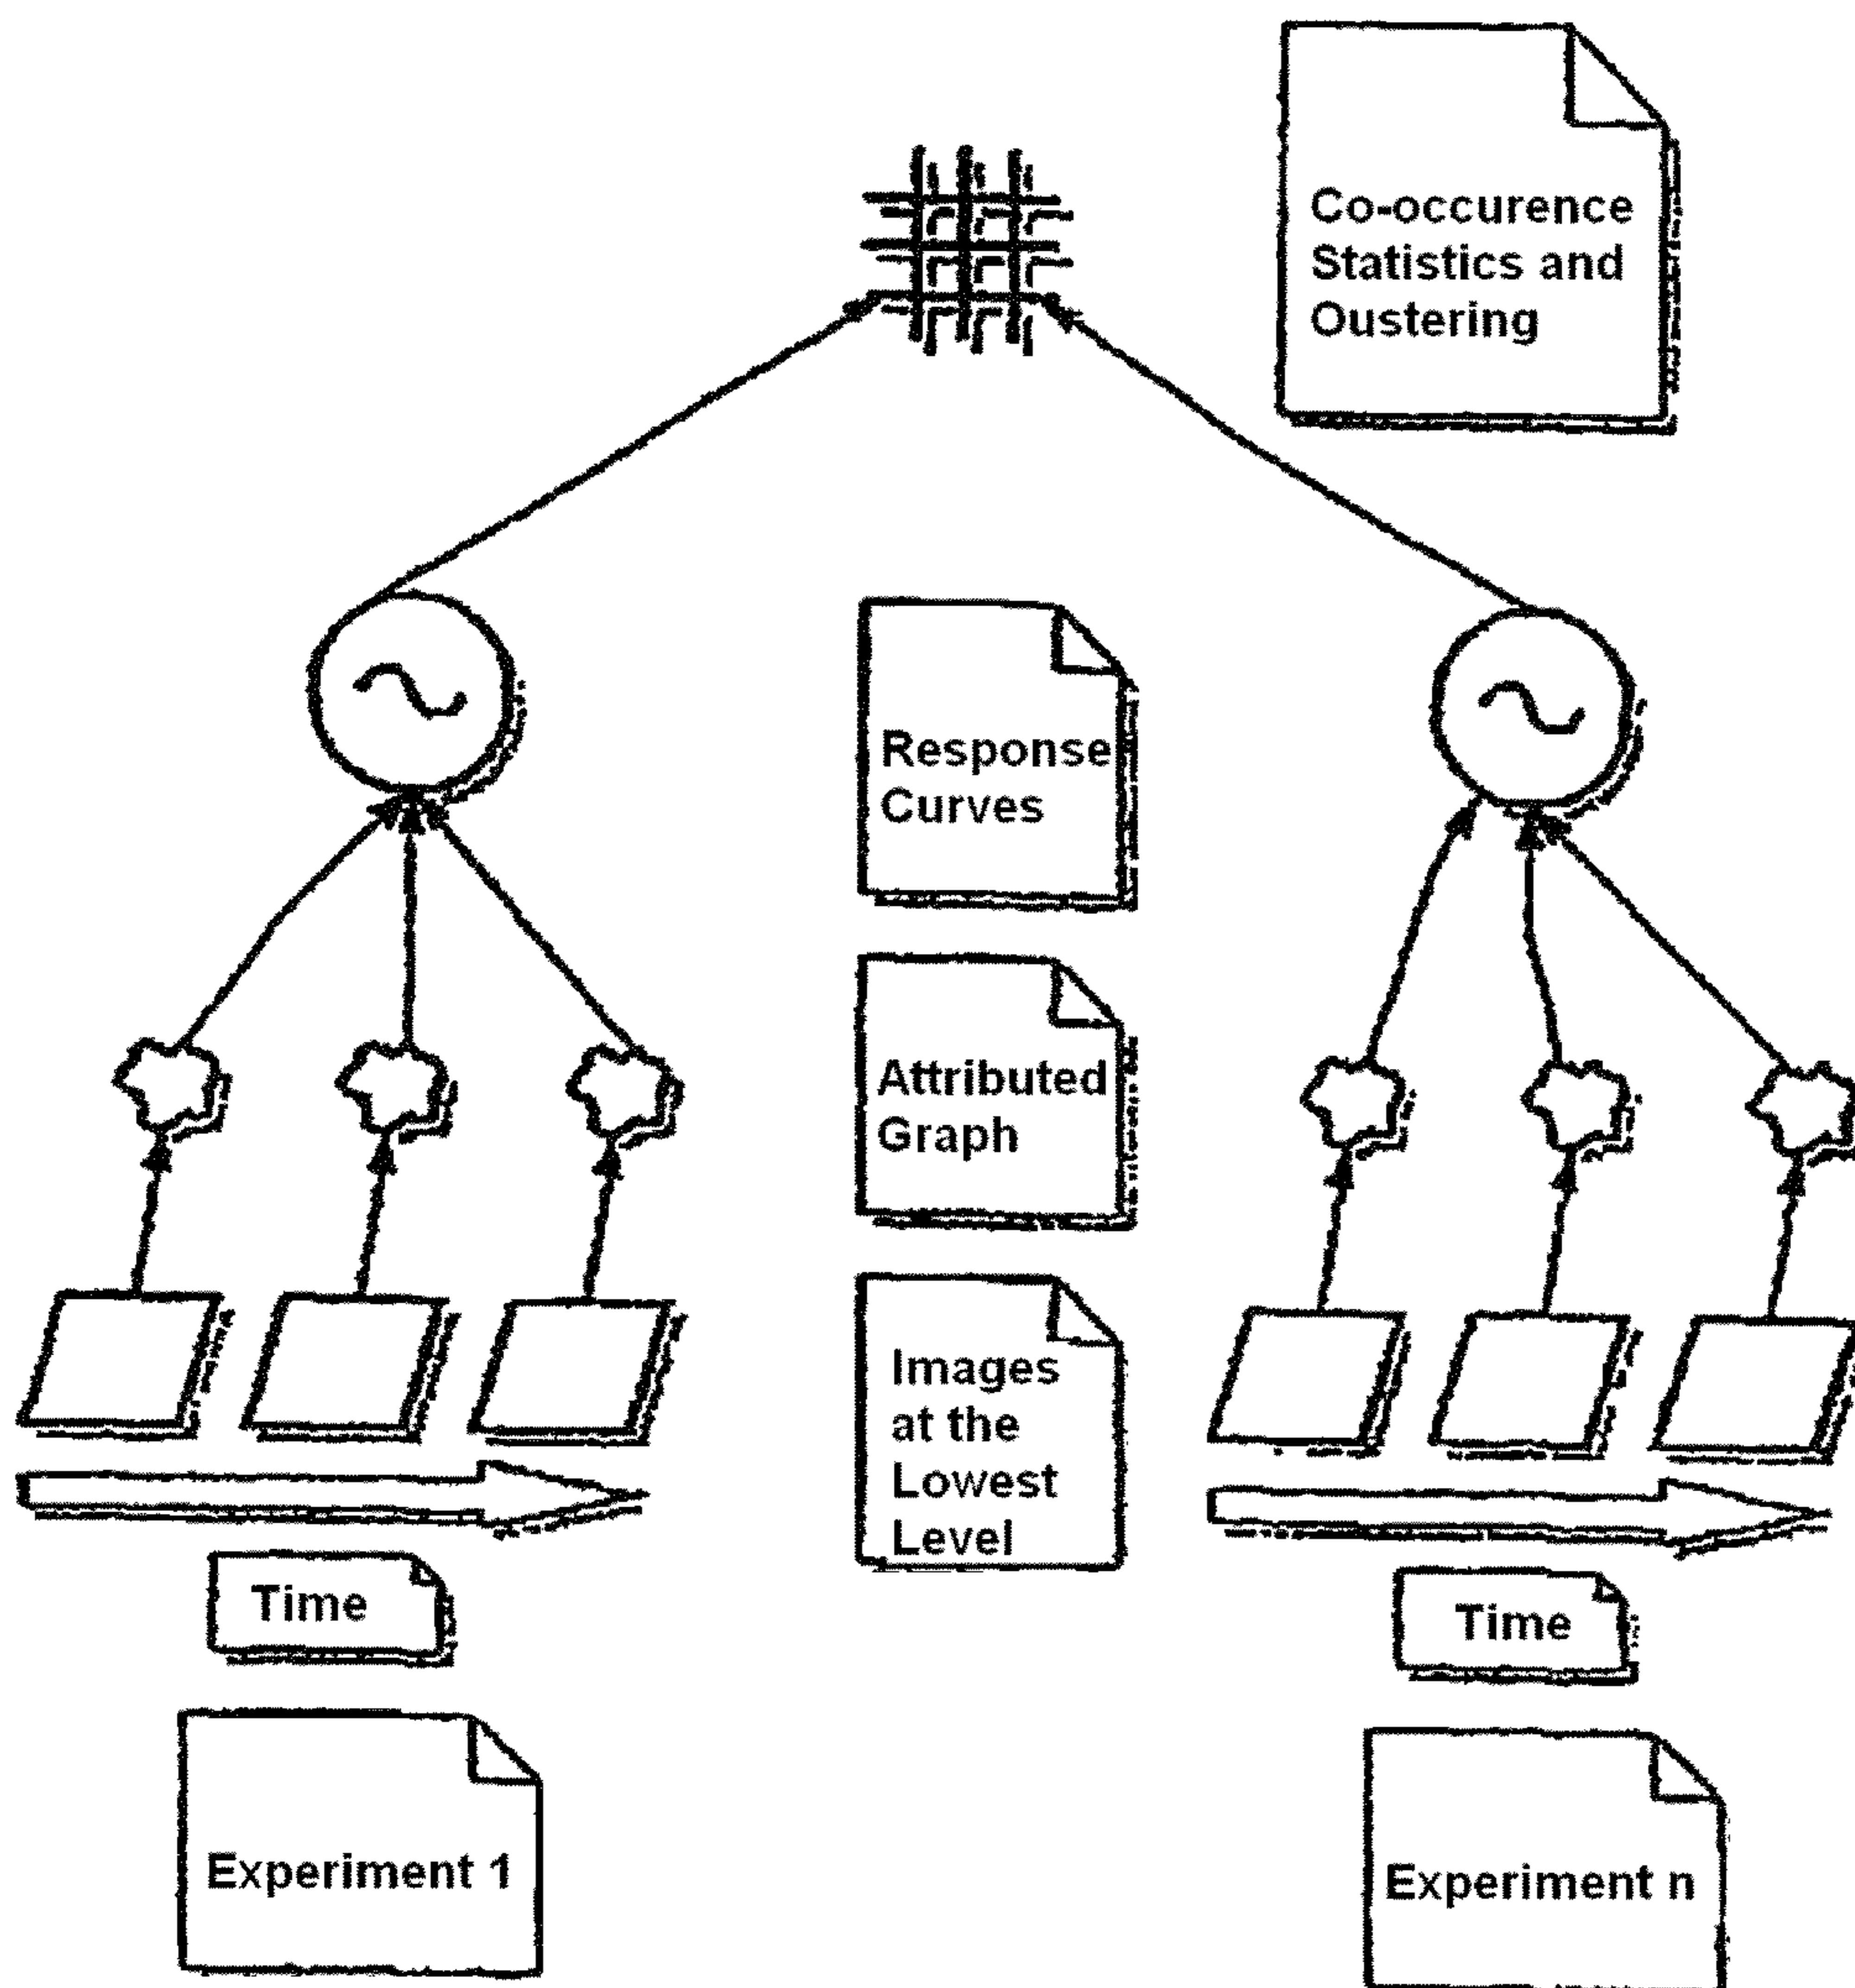 Co-occurence
Statistics and
Oustering
Response
Curves
Attributed
Graph
Images
at the
Lowest
Level
Time
Time
Experiment 1
Experiment n